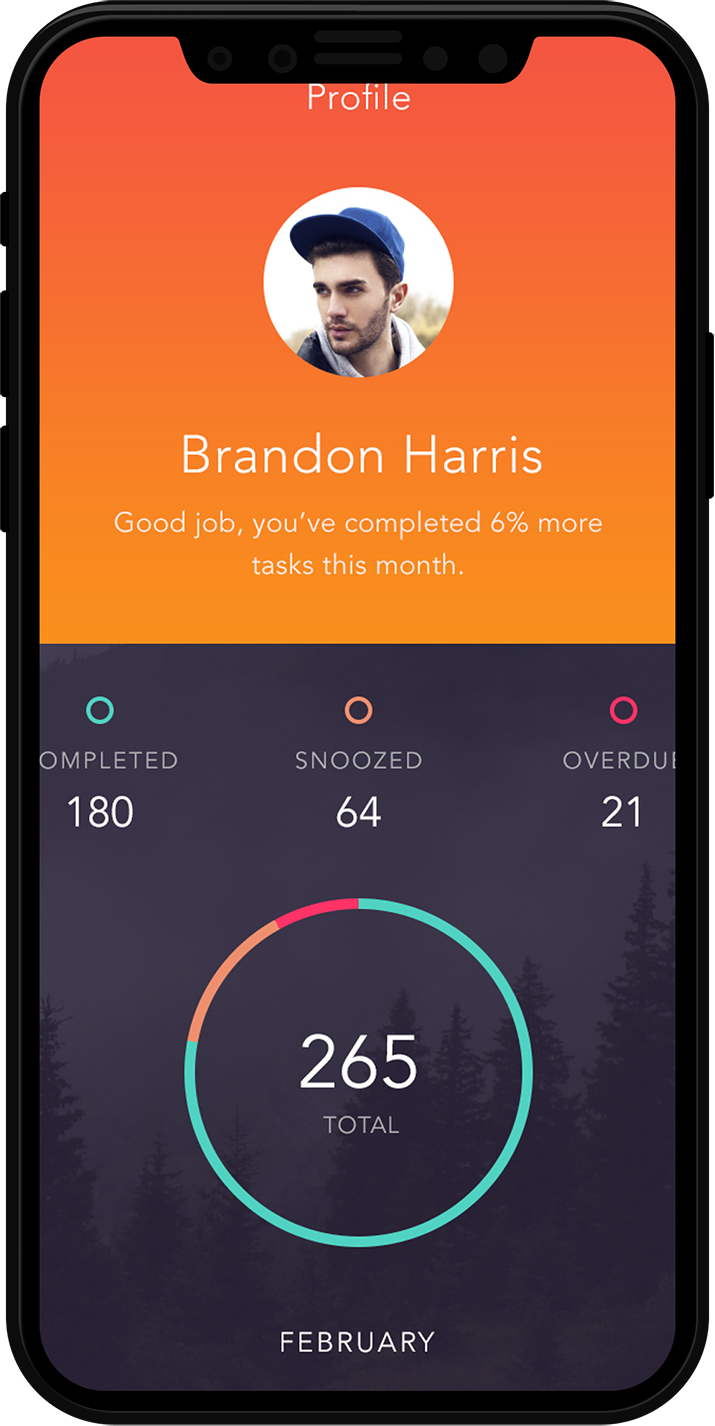 Profile
Brandon Harris
Good job, you’ve completed 6% more
tasks this month.
OMPLETED SNOOZED OVERDUE
180 64 21
265
TOTAL
FEBRUARY